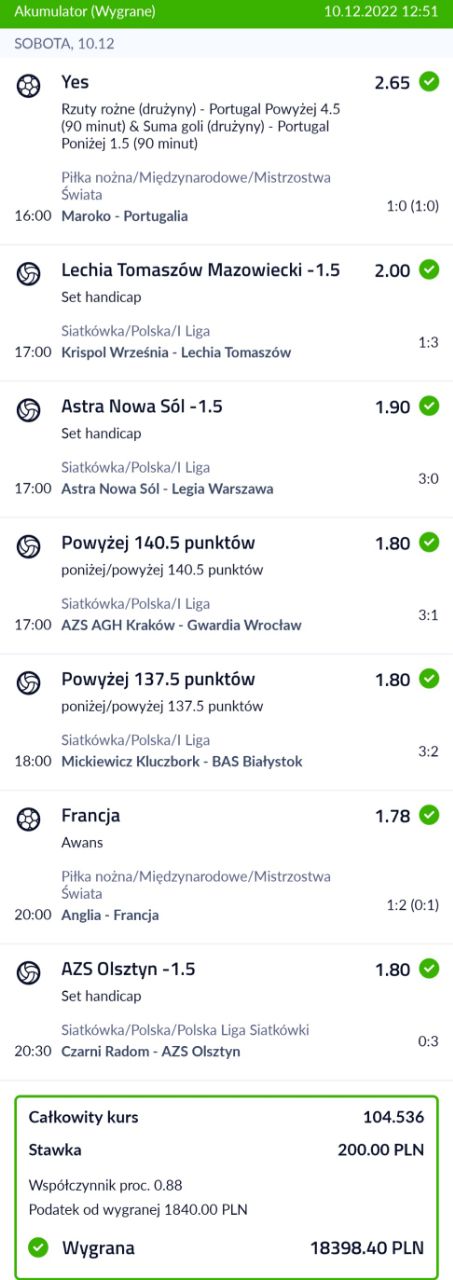 Akumulator (Wygrane) 10.12.2022 12:51
SOBOTA, 10.12
Yes 2.65
Rzuty rożne (drużyny) - Portugal Powyżej 4.5
(90 minut) & Suma goli (drużyny) - Portugal
Poniżej 1.5 (90 minut)
Piłka nożna/Międzynarodowe/Mistrzostwa
Świata
1:0 (1:0)
16:00 Maroko - Portugalia
Lechia Tomaszów Mazowiecki -1.5 2.00
Set handicap
Siatkówka/Polska/I Liga
1:3
17:00 Krispol Września - Lechia Tomaszów
Astra Nowa Sól -1.5 1.90
Set handicap
Siatkówka/Polska/I Liga
3:0
17:00 Astra Nowa Sól - Legia Warszawa
Powyżej 140.5 punktów 1.80
poniżej/powyżej 140.5 punktów
Siatkówka/Polska/I Liga
3:1
17:00 AZS AGH Kraków - Gwardia Wrocław
Powyżej 137.5 punktów 1.80
poniżej/powyżej 137.5 punktów
Siatkówka/Polska/I Liga
3:2
18:00 Mickiewicz Kluczbork - BAS Białystok
Francja 1.78
Awans
Piłka nożna/Międzynarodowe/Mistrzostwa
Świata
1:2 (0:1)
20:00 Anglia - Francja
AZS Olsztyn -1.5 1.80
Set handicap
Siatkówka/Polska/Polska Liga Siatkówki
0:3
20:30 Czarni Radom - AZS Olsztyn
Całkowity kurs 104.536
Stawka 200.00 PLN
Współczynnik proc. 0.88
Podatek od wygranej 1840.00 PLN
Wygrana 18398.40 PLN